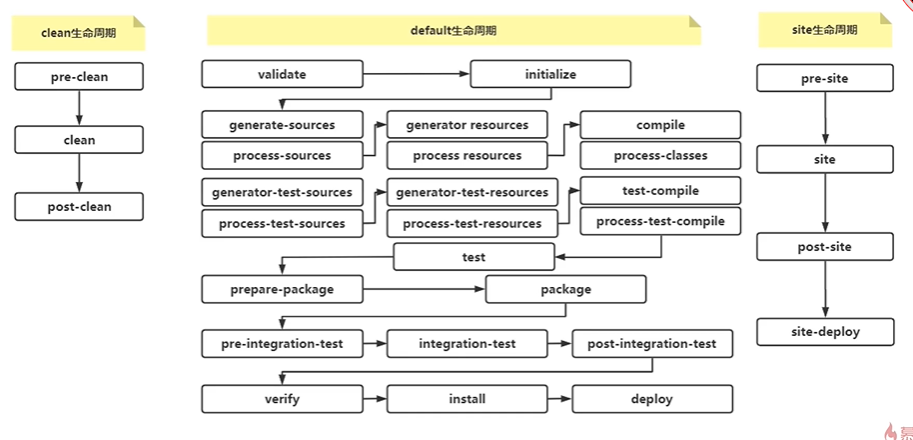 clean生命周期
pre-clean
clean
post-clean
default生命周期
validate
initialize
generate-sources
generator resources
compile
process-sources
process resources
process-classes
generator-test-sources
generator-test-resources
test-compile
process-test-sources
process-test-resources
process-test-compile
test
prepare-package
package
pre-integration-test
integration-test
post-integration-test
verify
install
deploy
site生命周期
pre-site
site
post-site
site-deploy